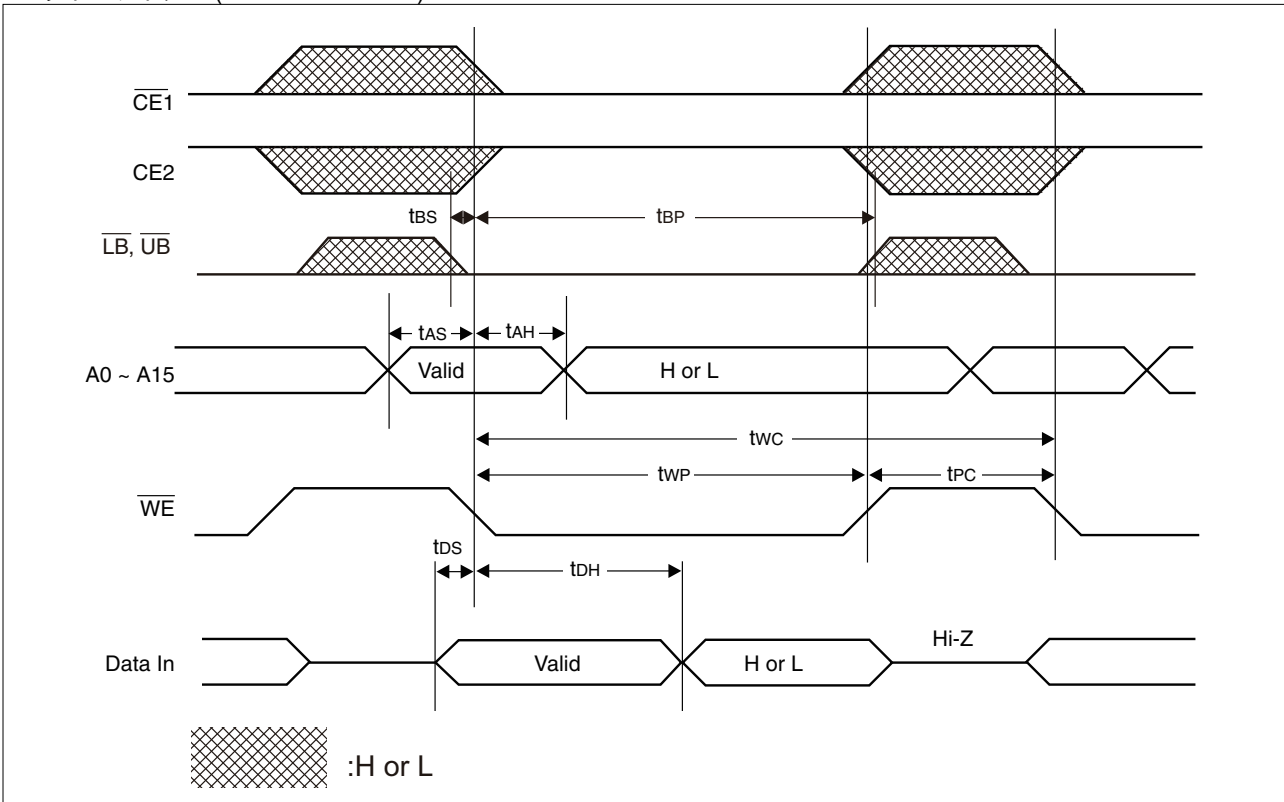 CE1
CE2
tBS
tBP
LB, UB
tAS
tAH
A0 ~ A15
Valid
H or L
tWC
tWP
tPC
WE
tDS
tDH
Hi-Z
Data In
Valid
H or L
:H or L